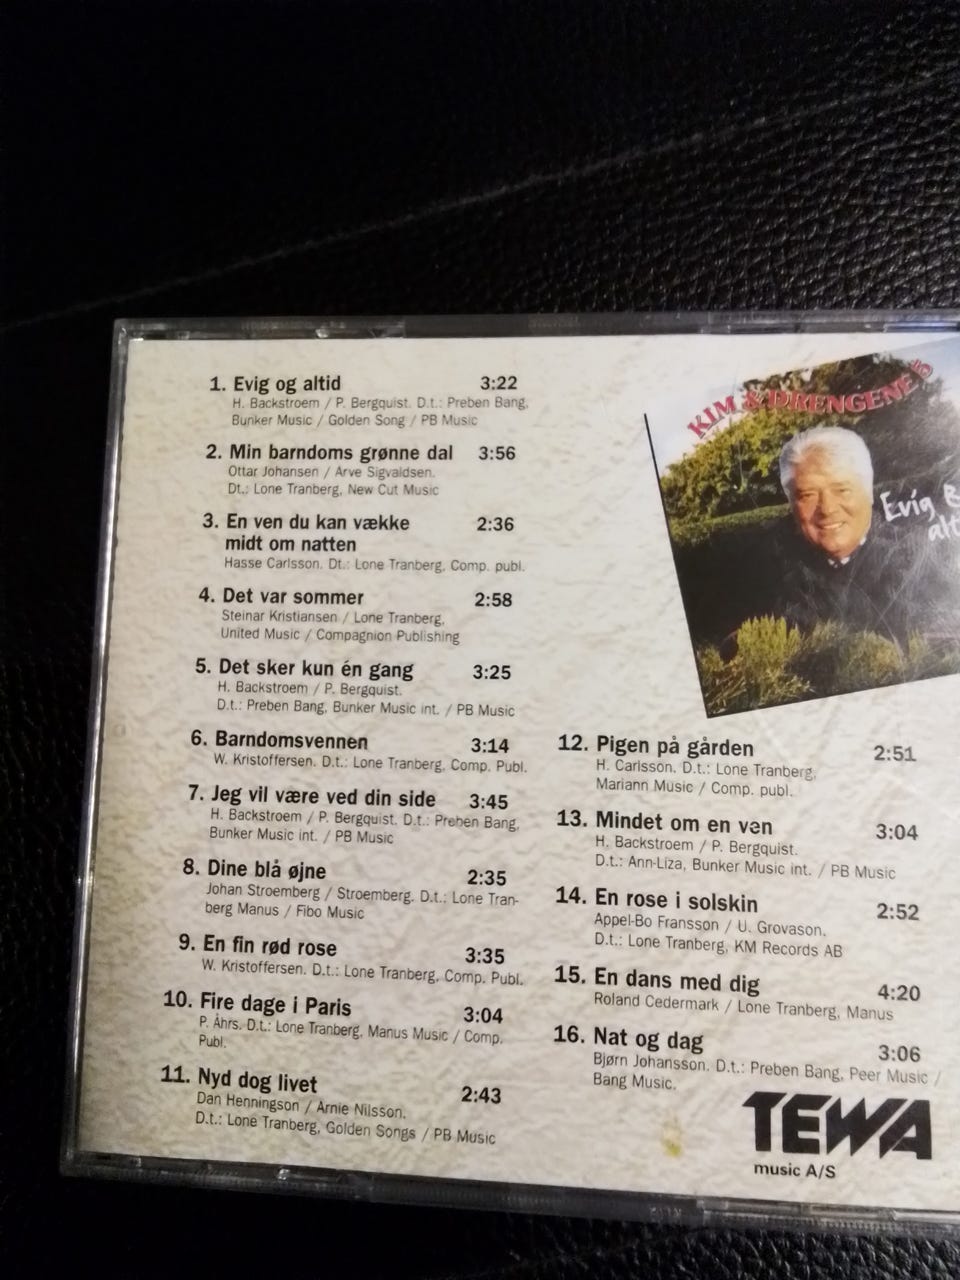 1. Evig og altid 3:22
H. Backstroem / P. Bergquist. D.t.: Preben Bang,
Bunker Music / Golden Song / PB Music
2. Min barndoms grønne dal 3:56
Ottar Johansen / Arve Sigvaldsen.
Dt.: Lone Tranberg, New Cut Music
3. En ven du kan vække 2:36
midt om natten
Hasse Carlsson. Dt.: Lone Tranberg, Comp. publ.
4. Det var sommer 2:58
Steinar Kristiansen / Lone Tranberg,
United Music / Compagnion Publishing
5. Det sker kun én gang 3:25
H. Backstroem / P. Bergquist.
D.t.: Preben Bang, Bunker Music int. / PB Music
6. Barndomsvennen 3:14
W. Kristoffersen. D.t.: Lone Tranberg, Comp. Publ.
7. Jeg vil være ved din side 3:45
H. Backstroem / P. Bergquist. D.t.: Preben Bang,
Bunker Music int. / PB Music
8. Dine blå øjne 2:35
Johan Stroemberg / Stroemberg. D.t.: Lone Tran-
berg Manus / Fibo Music
9. En fin rød rose 3:35
W. Kristoffersen. D.t.: Lone Tranberg, Comp. Publ.
10. Fire dage i Paris 3:04
P. Åhrs. D.t.: Lone Tranberg, Manus Music / Comp.
Publ.
11. Nyd dog livet 2:43
Dan Henningson / Arnie Nilsson.
D.t.: Lone Tranberg, Golden Songs / PB Music
KIM & DRENGENE
Evig
alt
12. Pigen på gården 2:51
H. Carlsson. D.t.: Lone Tranberg,
Mariann Music / Comp. publ.
13. Mindet om en ven 3:04
H. Backstroem / P. Bergquist.
D.t.: Ann-Liza, Bunker Music int. / PB Music
14. En rose i solskin 2:52
Appel-Bo Fransson / U. Grovason.
D.t.: Lone Tranberg, KM Records AB
15. En dans med dig 4:20
Roland Cedermark / Lone Tranberg, Manus
16. Nat og dag 3:06
Bjørn Johansson. D.t.: Preben Bang, Peer Music /
Bang Music.
TEWA
music A/S